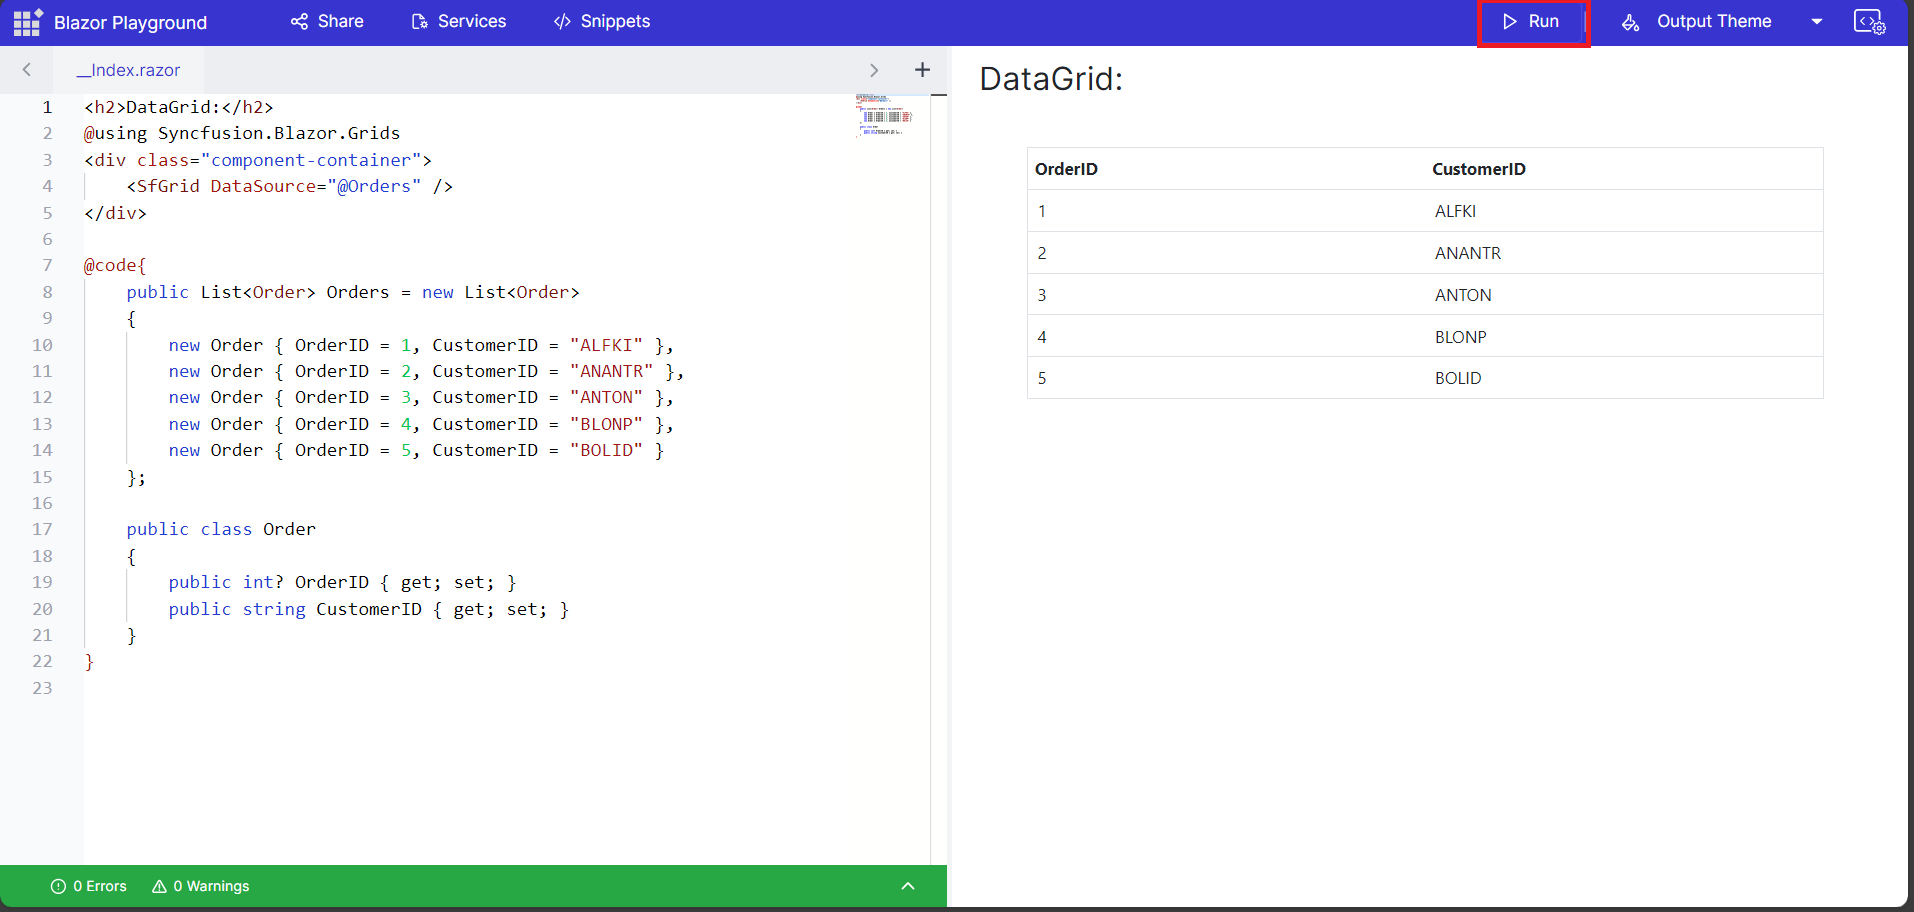 Blazor Playground Share Services Snippets Run Output Theme
__Index.razor
1 <h2>DataGrid:</h2>
2 @using Syncfusion.Blazor.Grids
3 <div class="component-container">
4 <SfGrid DataSource="@Orders" />
5 </div>
6
7 @code{
8 public List<Order> Orders = new List<Order>
9 {
10 new Order { OrderID = 1, CustomerID = "ALFKI" },
11 new Order { OrderID = 2, CustomerID = "ANANTR" },
12 new Order { OrderID = 3, CustomerID = "ANTON" },
13 new Order { OrderID = 4, CustomerID = "BLONP" },
14 new Order { OrderID = 5, CustomerID = "BOLID" }
15 };
16
17 public class Order
18 {
19 public int? OrderID { get; set; }
20 public string CustomerID { get; set; }
21 }
22 }
23
0 Errors 0 Warnings
DataGrid:
OrderID CustomerID
1 ALFKI
2 ANANTR
3 ANTON
4 BLONP
5 BOLID